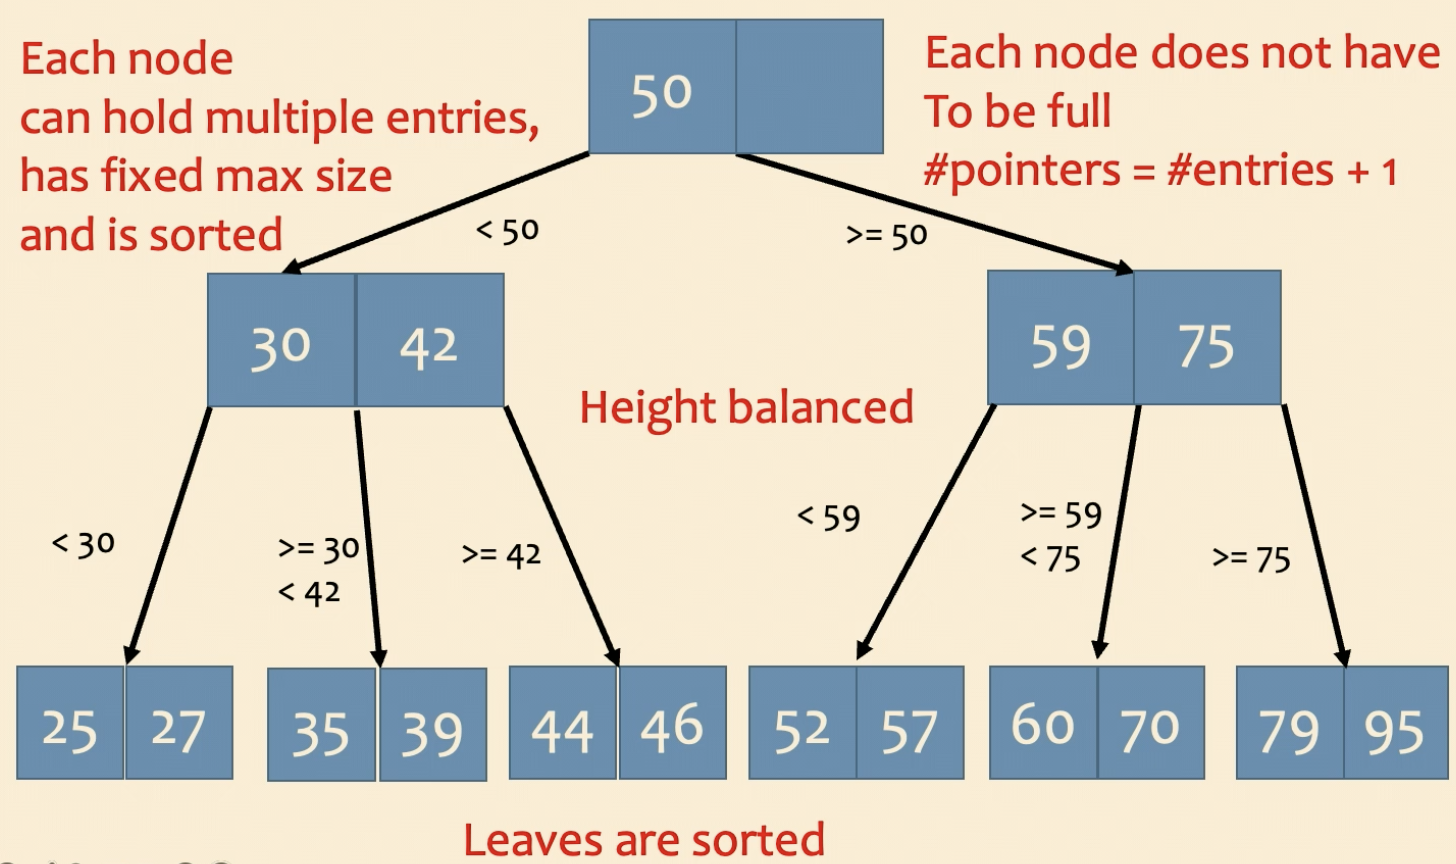 Each node
can hold multiple entries,
has fixed max size
and is sorted
50
Each node does not have
To be full
#pointers = #entries + 1
< 50
>= 50
30 42
59 75
Height balanced
< 30
>= 30
< 42
>= 42
< 59
>= 59
< 75
>= 75
25 27
35 39
44 46
52 57
60 70
79 95
Leaves are sorted